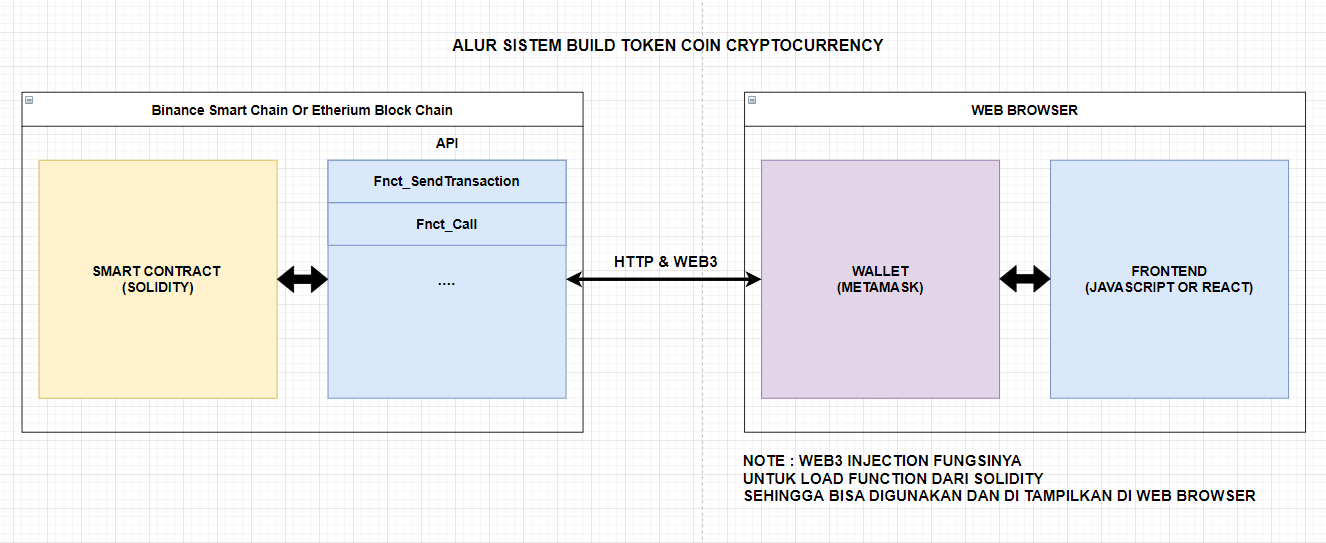 ALUR SISTEM BUILD TOKEN COIN CRYPTOCURRENCY
Binance Smart Chain Or Etherium Block Chain
API
SMART CONTRACT
(SOLIDITY)
Fnct_SendTransaction
Fnct_Call
....
HTTP & WEB3
WEB BROWSER
WALLET
(METAMASK)
FRONTEND
(JAVASCRIPT OR REACT)
NOTE : WEB3 INJECTION FUNGSINYA
UNTUK LOAD FUNCTION DARI SOLIDITY
SEHINGGA BISA DIGUNAKAN DAN DI TAMPILKAN DI WEB BROWSER